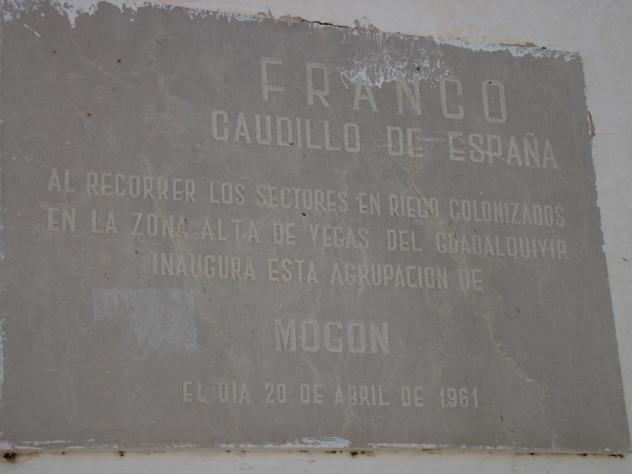 FRANCO
CAUDILLO DE ESPAÑA
AL RECORRER LOS SECTORES EN RIEGO COLONIZADOS
EN LA ZONA ALTA DE VEGAS DEL GUADALQUIVIR
INAUGURA ESTA AGRUPACION DE
MOGON
EL DIA 20 DE ABRIL DE 1961